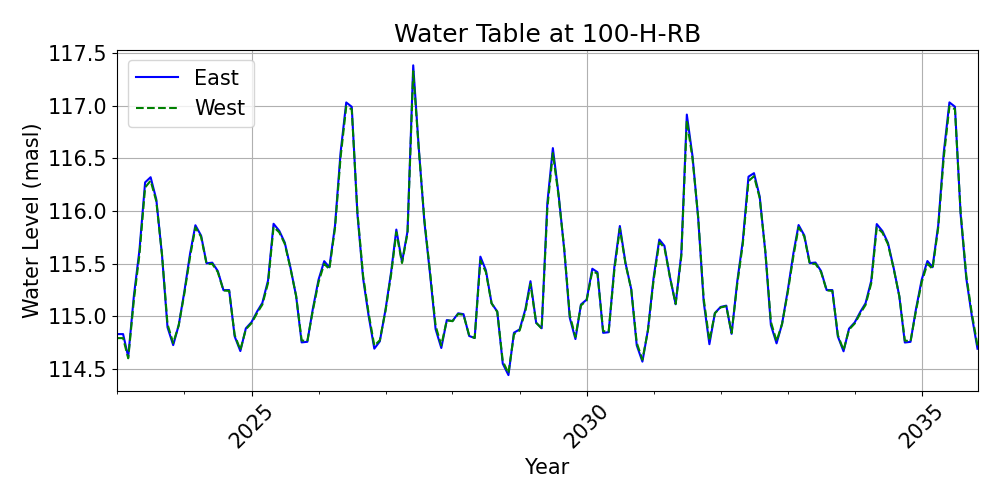 Water Table at 100-H-RB
Water Level (masl)
117.5
117.0
116.5
116.0
115.5
115.0
114.5
East
West
2025
2030
2035
Year